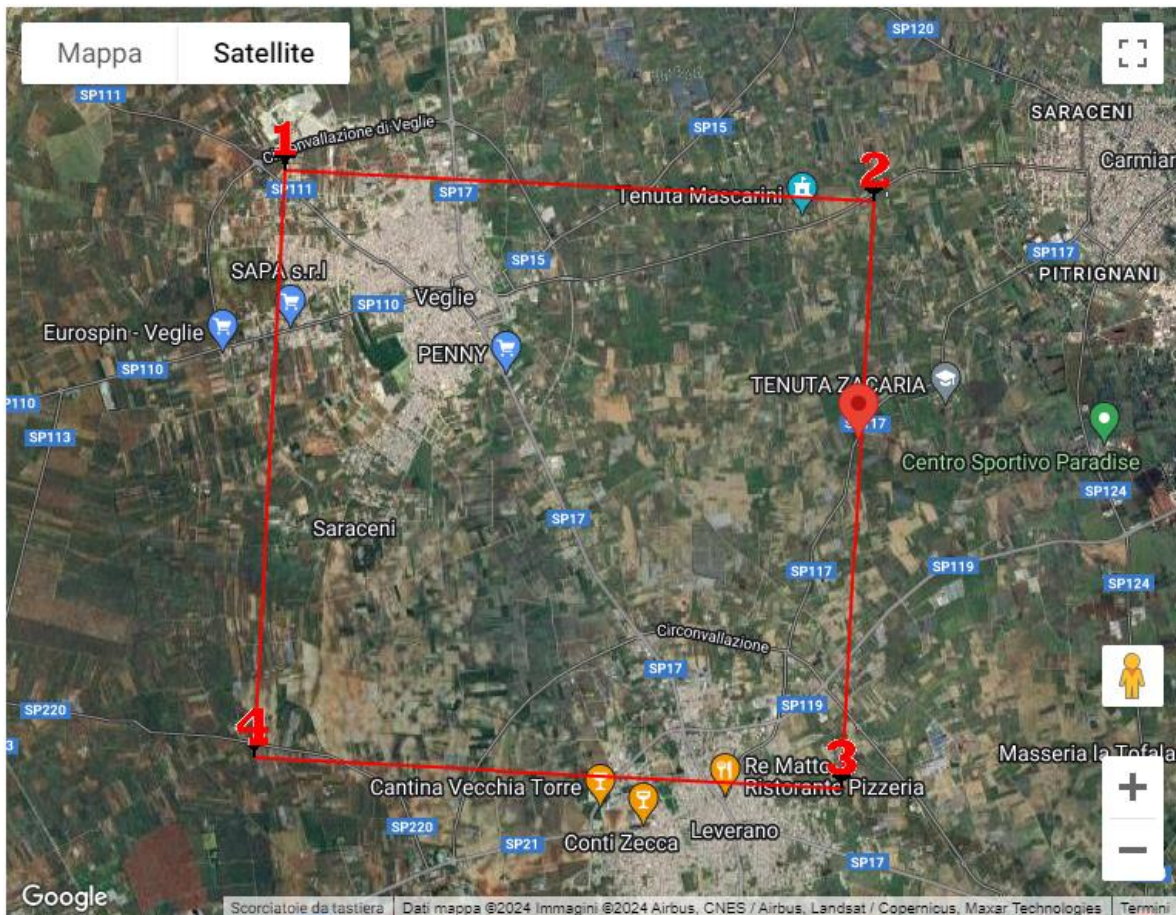 Mappa
Satellite
SP120
SP111
Circonvallazione di Veglie
SP15
SARACENI
1
2
SP111
SP17
Tenuta Mascarini
SP15
SP117
PITRIGNANI
SAPA s.r.l
SP110
Veglie
Eurospin - Veglie
PENNY
SP110
TENUTA ZACARIA
SP113
Centro Sportivo Paradise
SP124
SP17
Saraceni
SP117
SP119
SP124
Circonvallazione
SP17
SP220
4
SP119
3
Masseria la Tofala
Re Matto
Ristorante Pizzeria
Cantina Vecchia Torre
SP220
SP21
Conti Zecca
Leverano
SP17
Google
Scorciatoie da tastiera
Dati mappa ©2024 Immagini ©2024 Airbus, CNES / Airbus, Landsat / Copernicus, Maxar Technologies